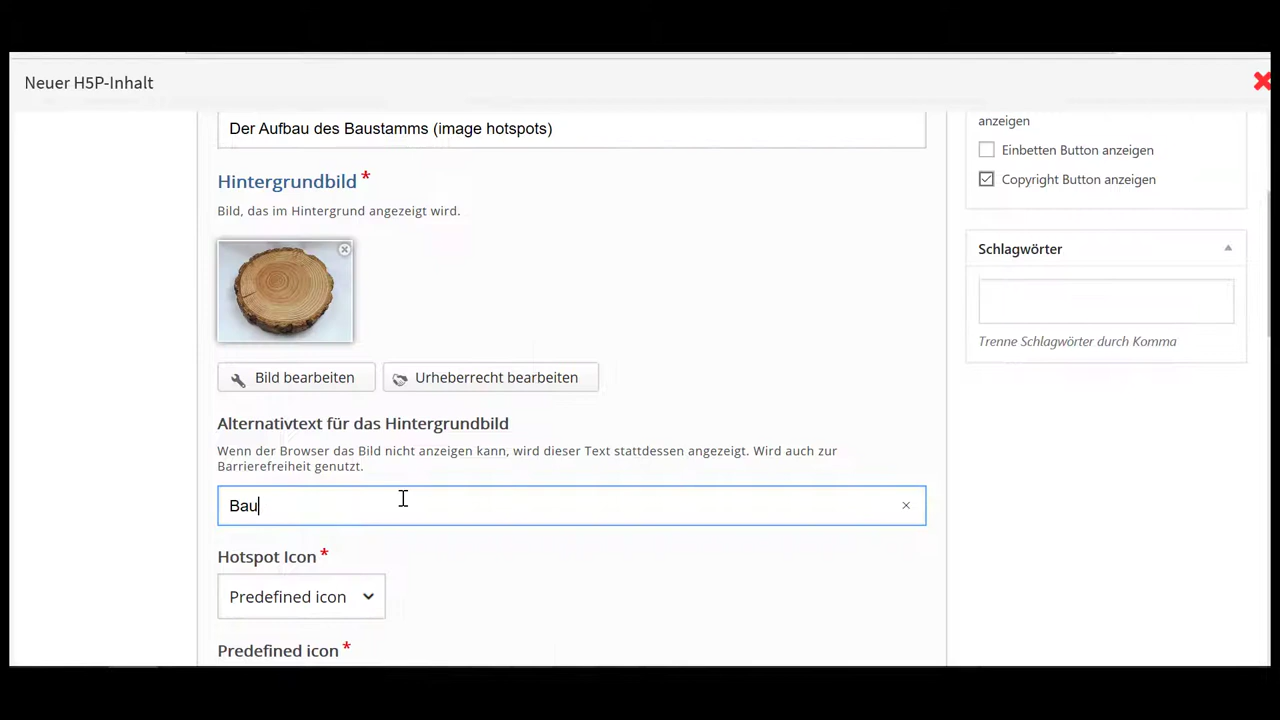 Neuer H5P-Inhalt
Der Aufbau des Baustamms (image hotspots)
Hintergrundbild *
Bild, das im Hintergrund angezeigt wird.
Bild bearbeiten
Urheberrecht bearbeiten
Alternativtext für das Hintergrundbild
Wenn der Browser das Bild nicht anzeigen kann, wird dieser Text stattdessen angezeigt. Wird auch zur
Barrierefreiheit genutzt.
Bau
Hotspot Icon *
Predefined icon
Predefined icon *
anzeigen
Einbetten Button anzeigen
Copyright Button anzeigen
Schlagwörter
Trenne Schlagwörter durch Komma